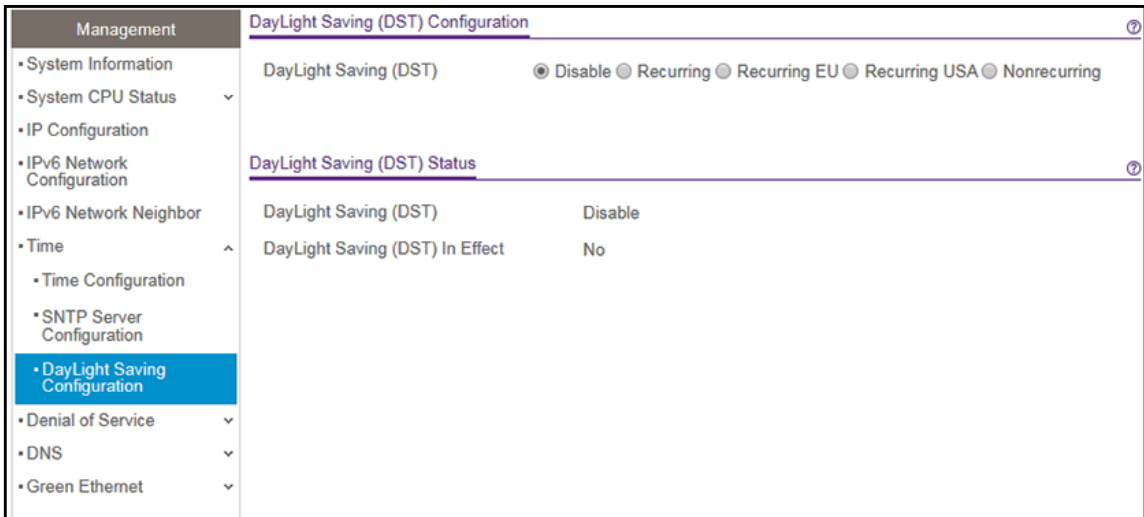 Management
• System Information
• System CPU Status
• IP Configuration
• IPv6 Network
Configuration
• IPv6 Network Neighbor
• Time
• Time Configuration
• SNTP Server
Configuration
• DayLight Saving
Configuration
• Denial of Service
• DNS
• Green Ethernet
DayLight Saving (DST) Configuration
?
DayLight Saving (DST) Disable Recurring Recurring EU Recurring USA Nonrecurring
DayLight Saving (DST) Status
?
DayLight Saving (DST) Disable
DayLight Saving (DST) In Effect No